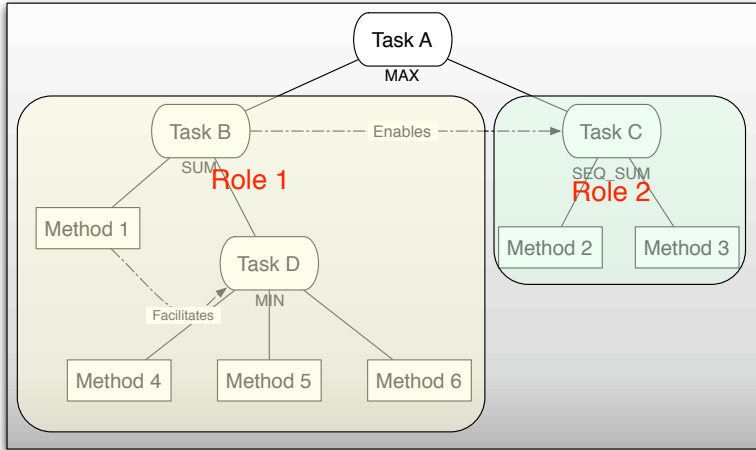 Task A
MAX
Task B
Enables
Task C
SUM
SEQ_SUM
Role 1
Role 2
Method 1
Method 2
Method 3
Task D
MIN
Facilitates
Method 4
Method 5
Method 6